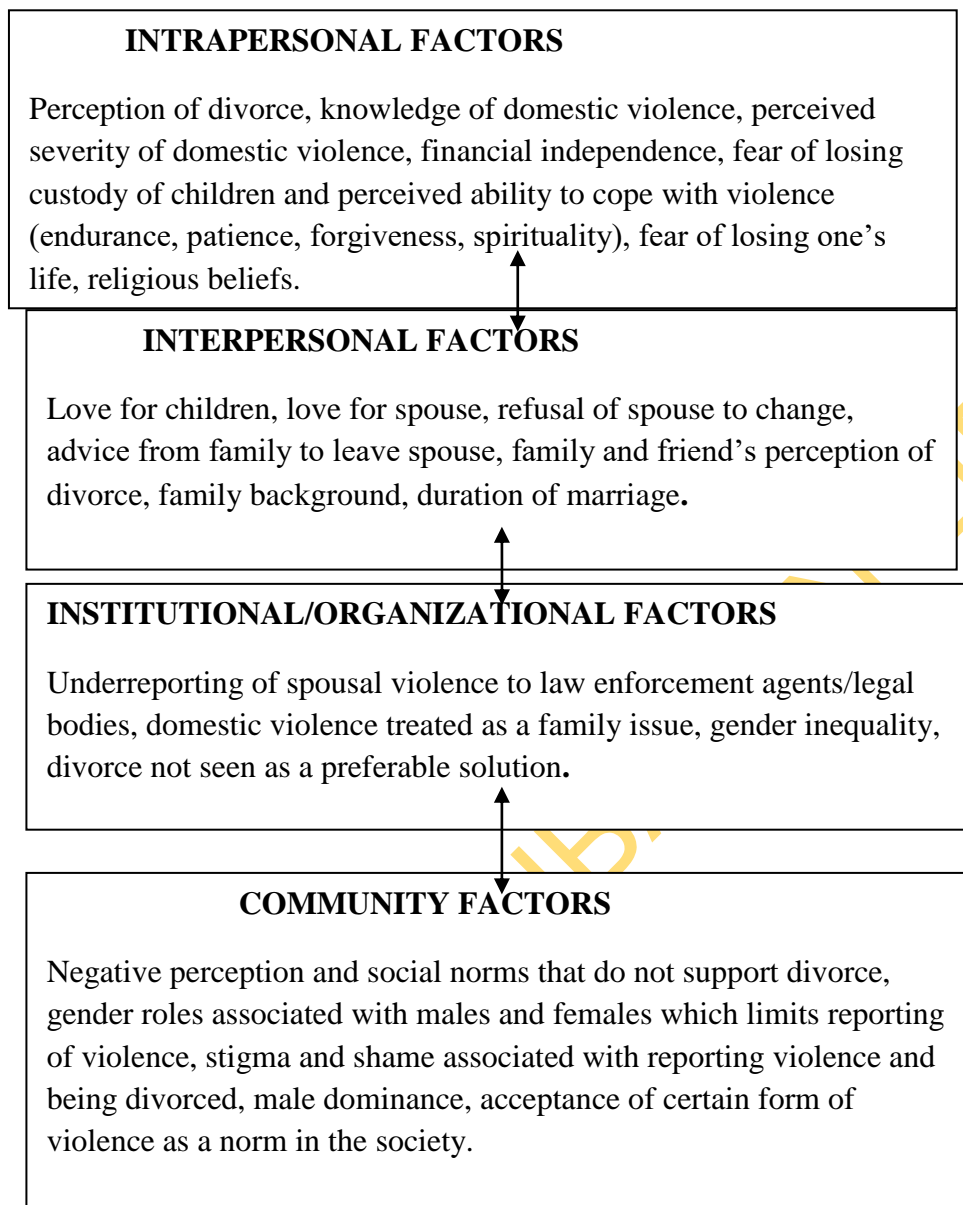 INTRAPERSONAL FACTORS
Perception of divorce, knowledge of domestic violence, perceived
severity of domestic violence, financial independence, fear of losing
custody of children and perceived ability to cope with violence
(endurance, patience, forgiveness, spirituality), fear of losing one’s
life, religious beliefs.
INTERPERSONAL FACTORS
Love for children, love for spouse, refusal of spouse to change,
advice from family to leave spouse, family and friend’s perception of
divorce, family background, duration of marriage.
INSTITUTIONAL/ORGANIZATIONAL FACTORS
Underreporting of spousal violence to law enforcement agents/legal
bodies, domestic violence treated as a family issue, gender inequality,
divorce not seen as a preferable solution.
COMMUNITY FACTORS
Negative perception and social norms that do not support divorce,
gender roles associated with males and females which limits reporting
of violence, stigma and shame associated with reporting violence and
being divorced, male dominance, acceptance of certain form of
violence as a norm in the society.